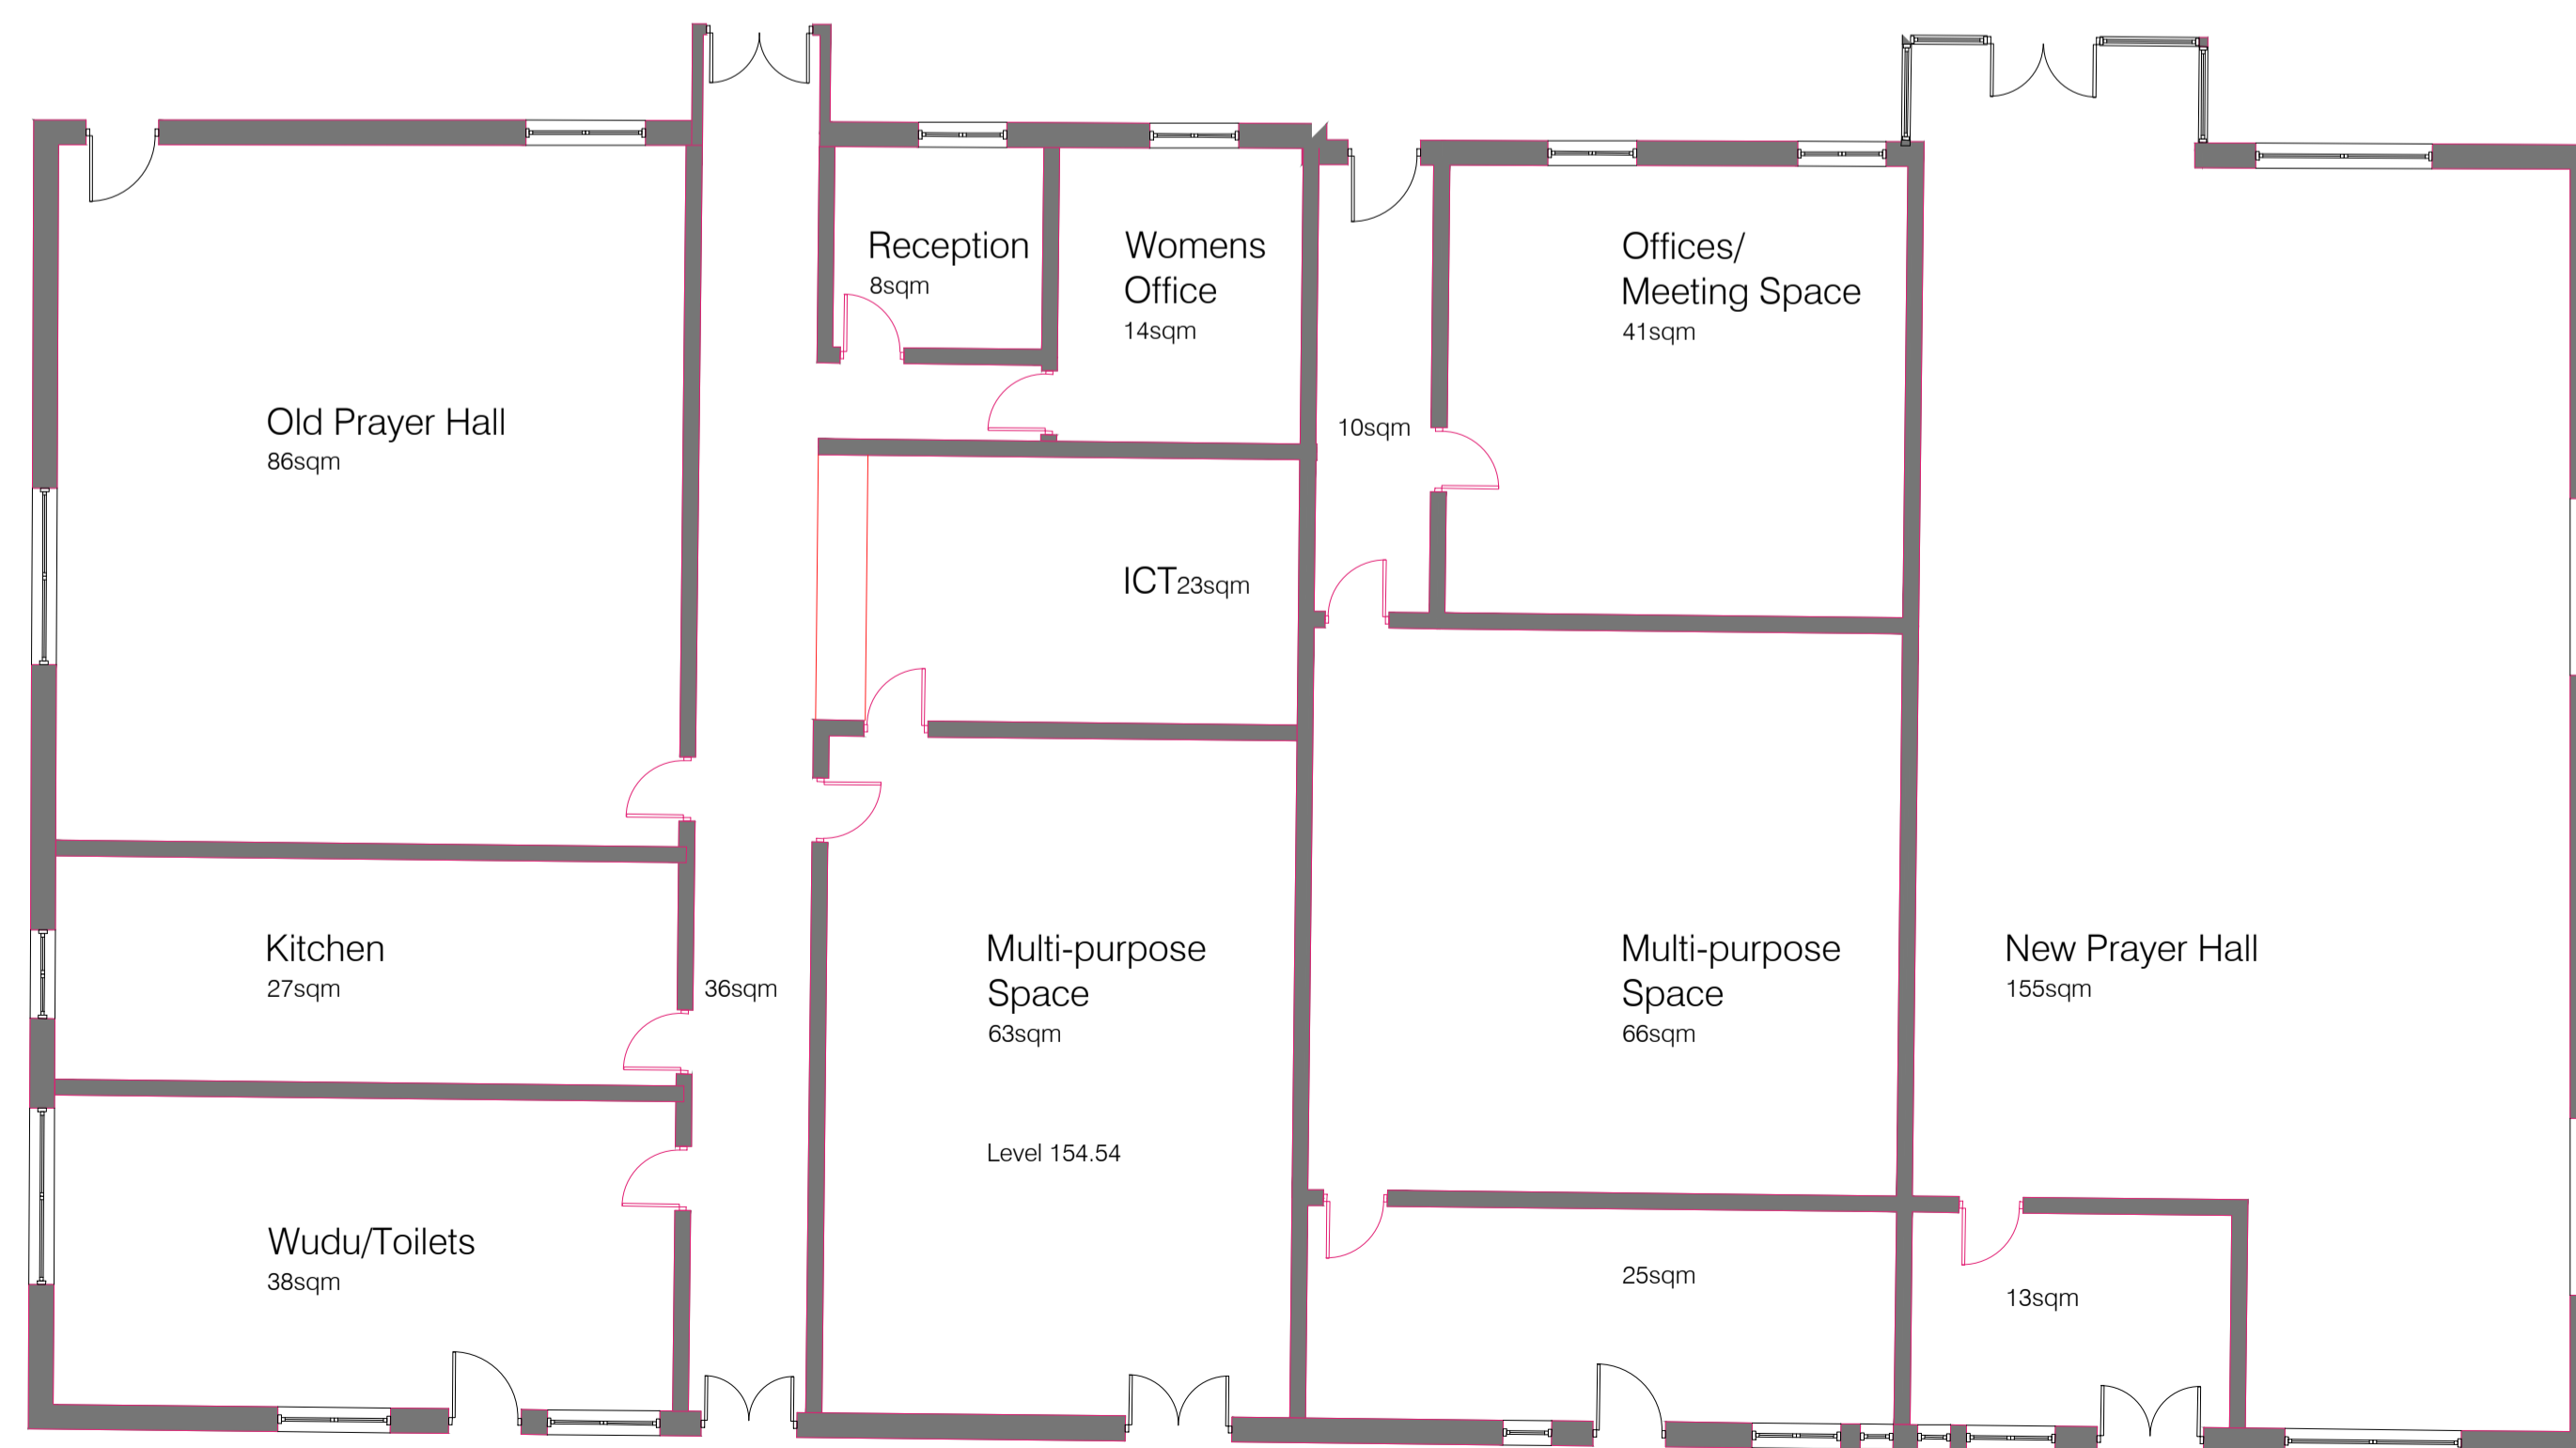 Reception
8sqm
Womens
Office
14sqm
Offices/
Meeting Space
41sqm
Old Prayer Hall
86sqm
10sqm
ICT23sqm
Kitchen
27sqm
36sqm
Multi-purpose
Space
63sqm
Level 154.54
Multi-purpose
Space
66sqm
New Prayer Hall
155sqm
Wudu/Toilets
38sqm
25sqm
13sqm